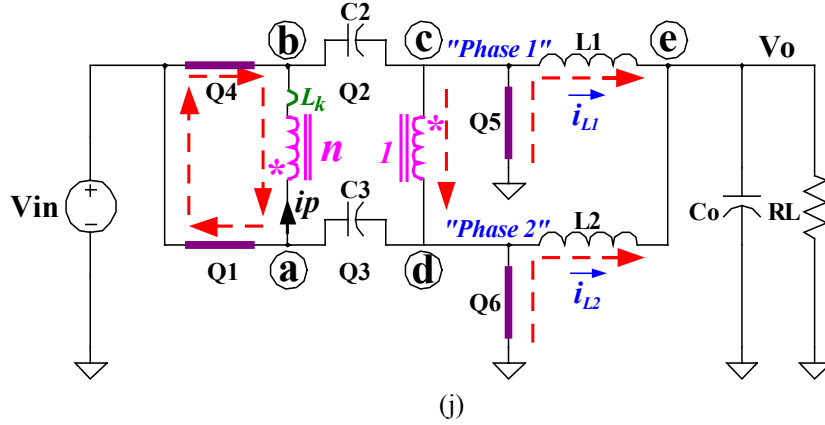 C2
b
c
"Phase 1"
L1
e
Vo
Q4
Q2
Lk
Q5
iL1
*
n
1
*
Vin
+
−
ip
C3
"Phase 2"
L2
Co
RL
Q1
a
Q3
d
Q6
iL2
(j)